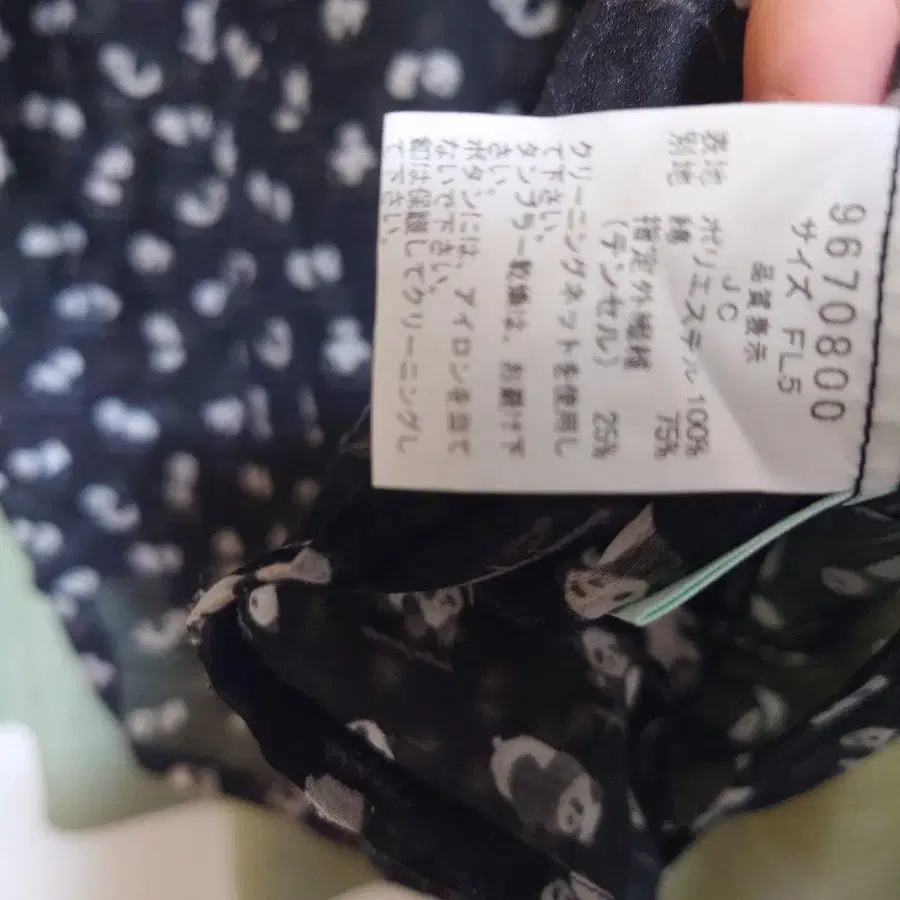 9670800
サイズ FL5
品質表示
JC
表地 ポリエステル 100%
別地 綿 75%
指定外繊維
(テンセル) 25%
クリーニングネットを使用し
て下さい。
タンブラー乾燥は、お避け下
さい。
ボタンには、アイロンを当て
ないで下さい。
釦は保護してクリーニングし
て下さい。